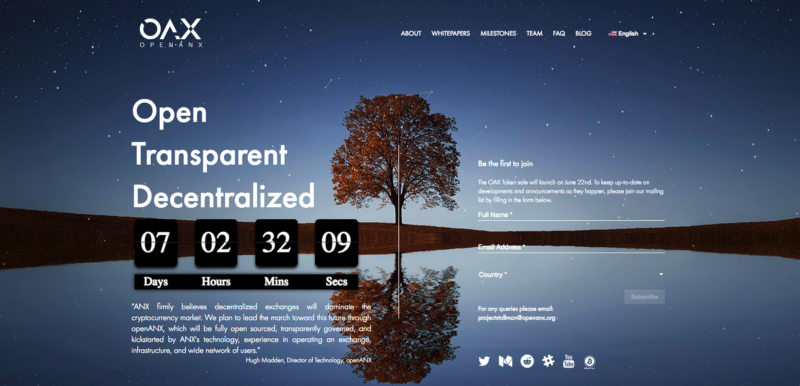 OAX
OPENANX
ABOUT WHITEPAPERS MILESTONES TEAM FAQ BLOG English
Open
Transparent
Decentralized
07 02 32 09
Days Hours Mins Secs
"ANX firmly believes decentralized exchanges will dominate the
cryptocurrency market. We plan to lead the march toward this future through
openANX, which will be fully open sourced, transparently governed, and
kickstarted by ANX's technology, experience in operating an exchange,
infrastructure, and wide network of users."
Hugh Madden, Director of Technology, openANX
Be the first to join
The OAX Token sale will launch on June 22nd. To keep up-to-date on
developments and announcements as they happen, please join our mailing
list by filling in the form below.
Full Name *
Email Address *
Country *
Subscribe
For any queries please email:
projectstallman@openanx.org
You
Tube